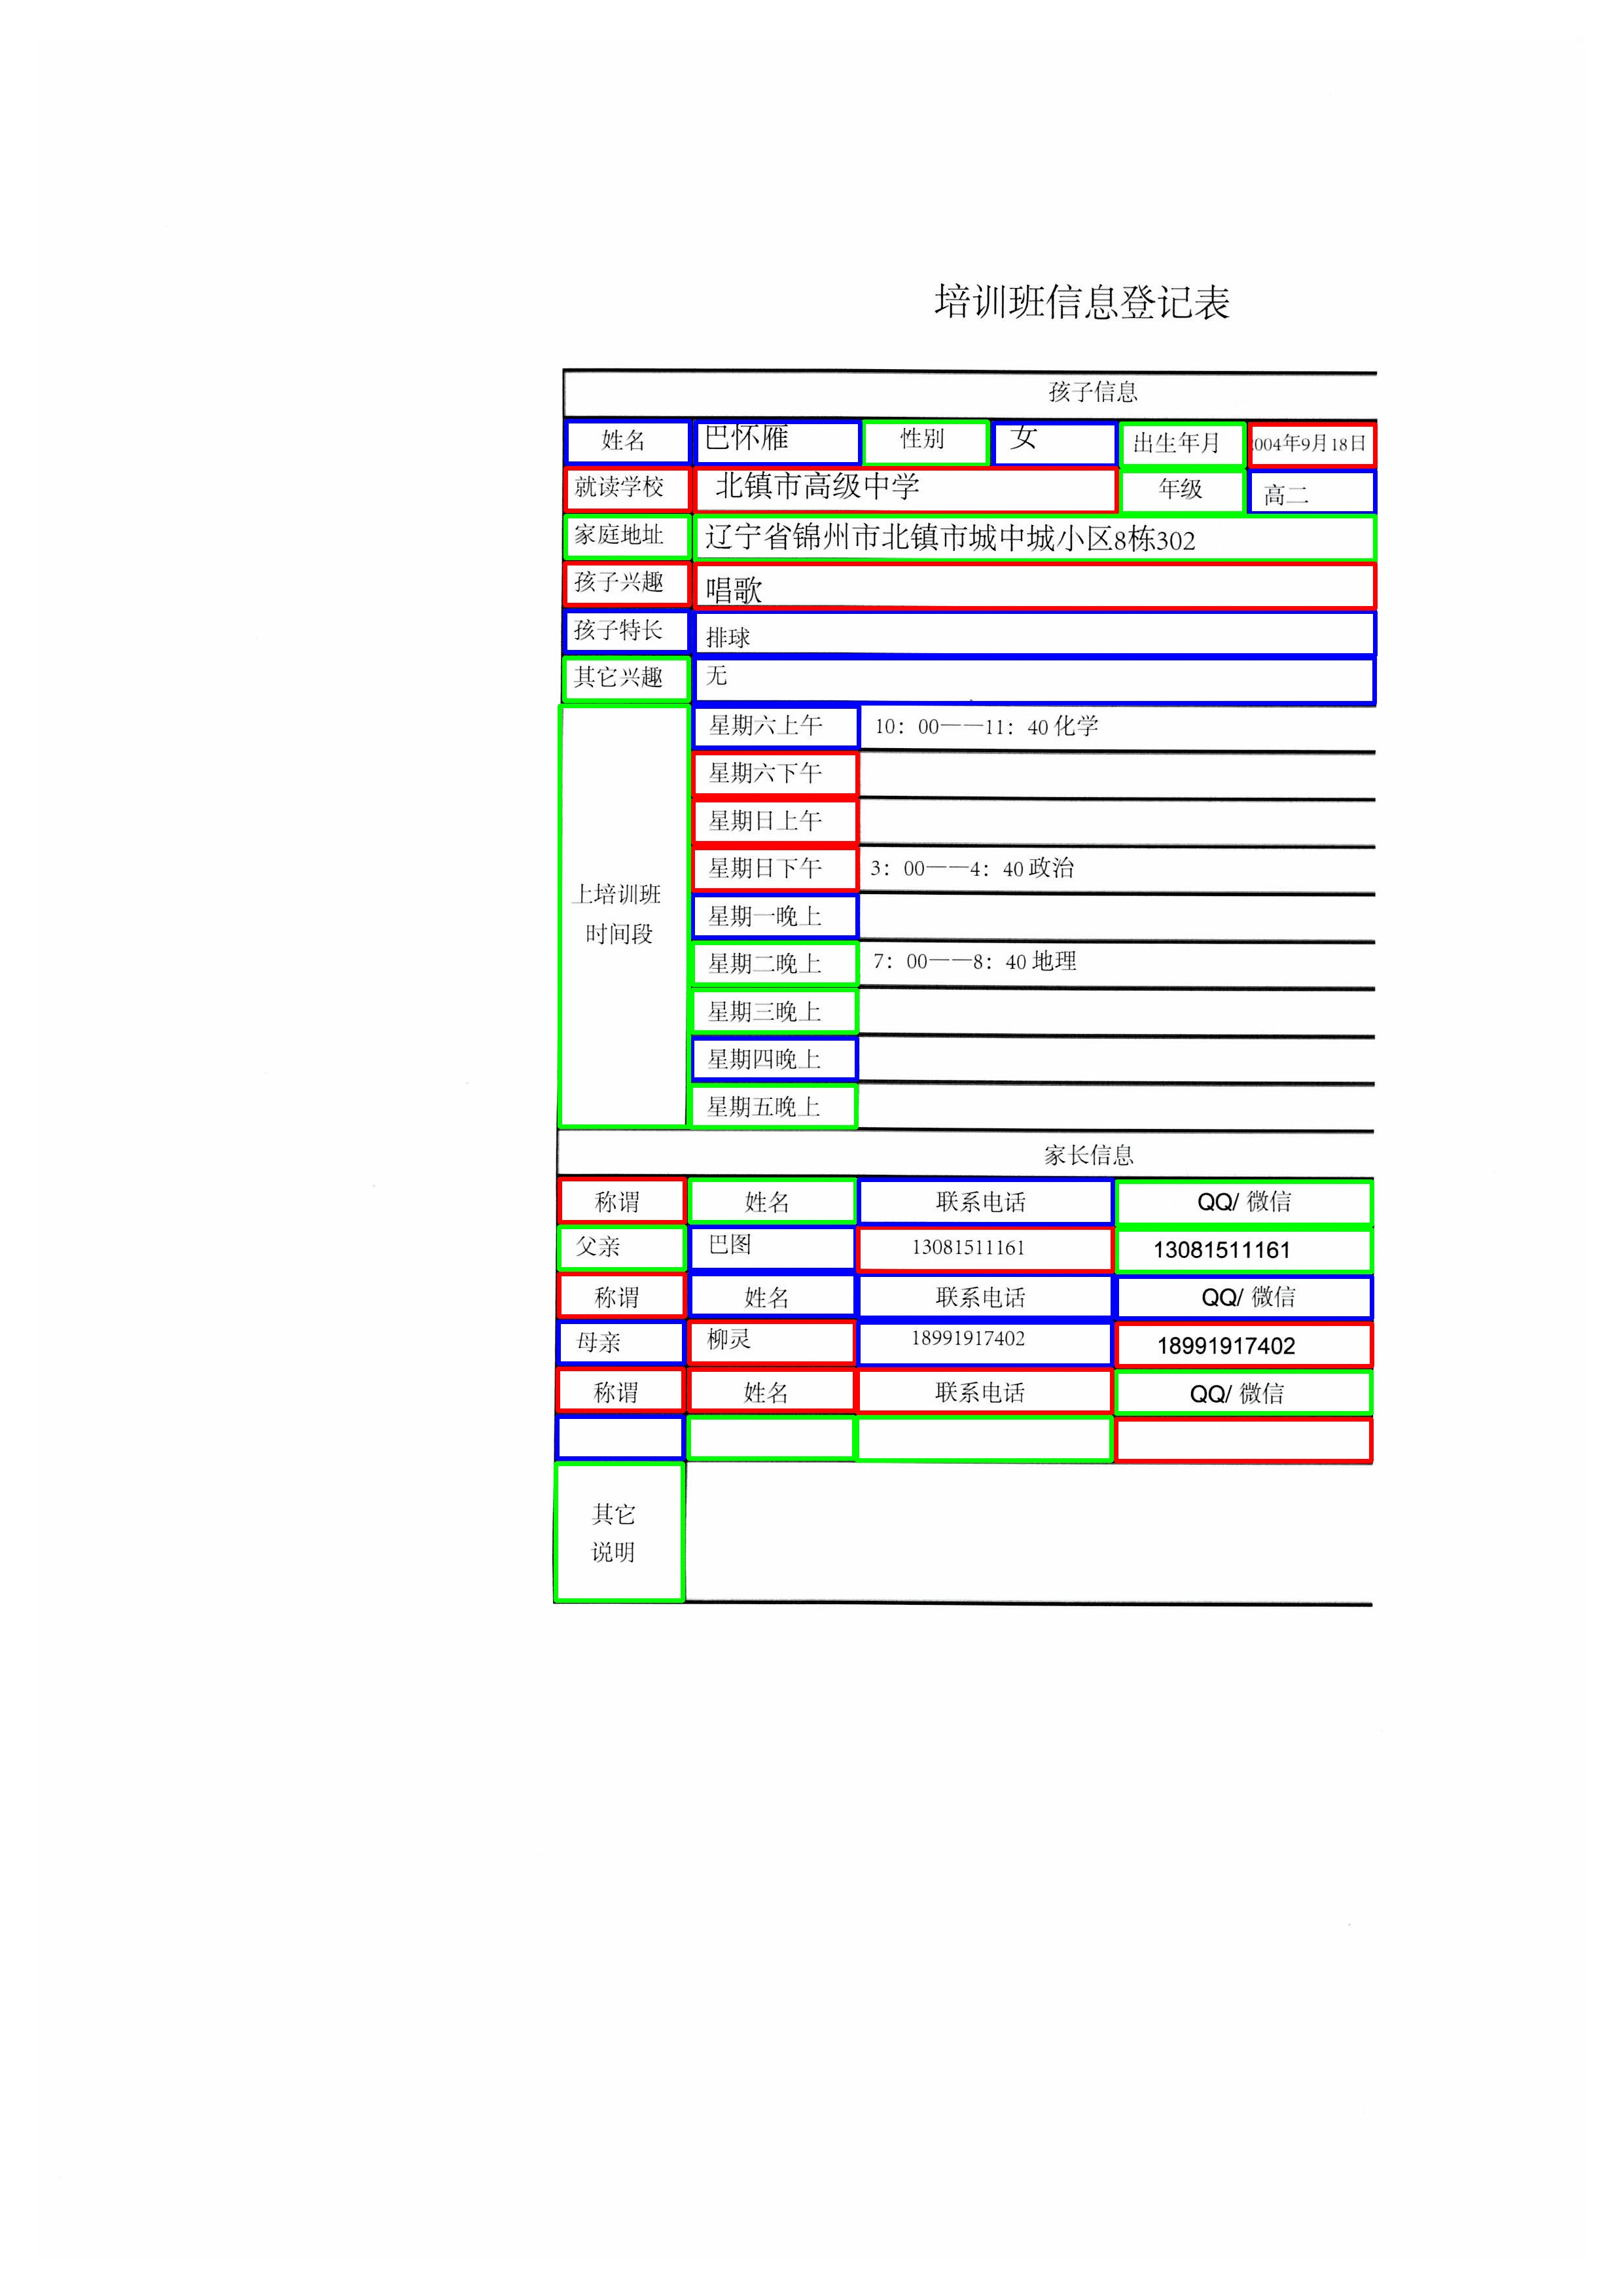 培训班信息登记表
孩子信息
姓名 巴怀雁 性别 女 出生年月 004年9月18日
就读学校 北镇市高级中学 年级 高二
家庭地址 辽宁省锦州市北镇市城中城小区8栋302
孩子兴趣 唱歌
孩子特长 排球
其它兴趣 无
上培训班
时间段
星期六上午 10：00——11：40化学
星期六下午
星期日上午
星期日下午 3：00——4：40政治
星期一晚上
星期二晚上 7：00——8：40地理
星期三晚上
星期四晚上
星期五晚上
家长信息
称谓 姓名 联系电话 QQ/ 微信
父亲 巴图 13081511161 13081511161
称谓 姓名 联系电话 QQ/ 微信
母亲 柳灵 18991917402 18991917402
称谓 姓名 联系电话 QQ/ 微信
其它
说明